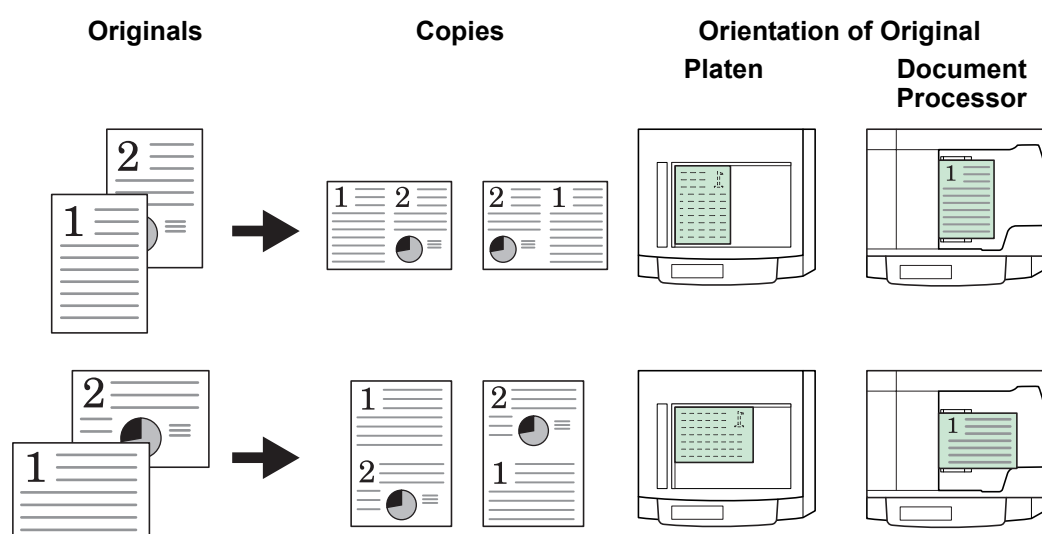 Originals Copies Orientation of Original
Platen Document
Processor
2
1
1 2 2 1
1
2
1
1 2
2 1
1